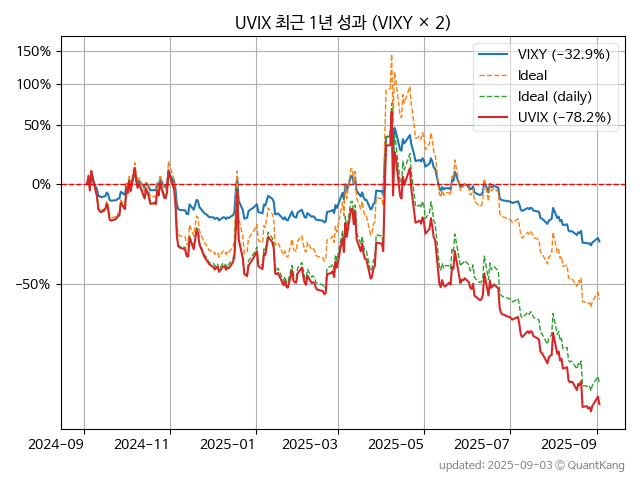 UVIX 최근 1년 성과 (VIXY × 2)
VIXY (−32.9%)
Ideal
Ideal (daily)
UVIX (−78.2%)
150%
100%
50%
0%
−50%
2024-09 2024-11 2025-01 2025-03 2025-05 2025-07 2025-09
updated: 2025-09-03 ⓒ QuantKang